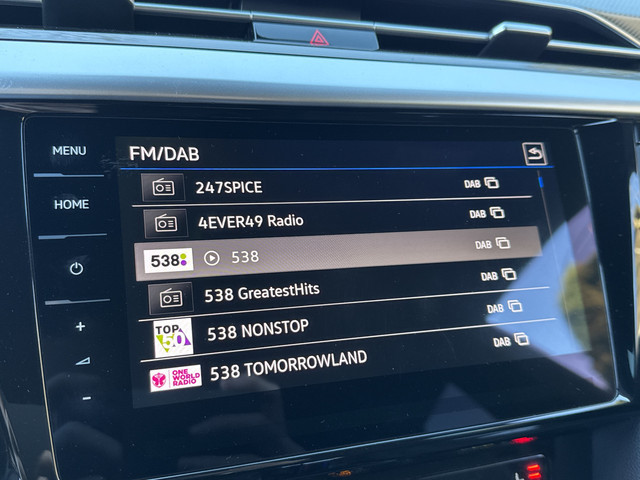 MENU
HOME
+
-
FM/DAB
247SPICE DAB
4EVER49 Radio DAB
538 538 DAB
538 GreatestHits DAB
TOP 50 538 NONSTOP DAB
ONE WORLD RADIO 538 TOMORROWLAND DAB